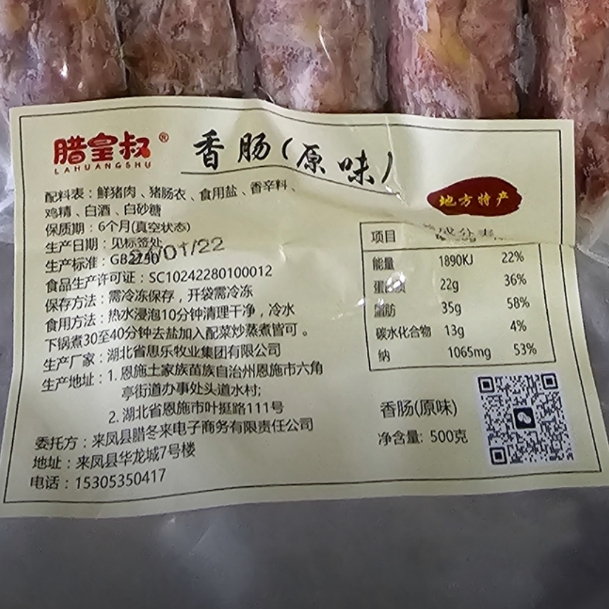 腊皇叔®
LAHUANGSHU
香肠(原味)
地方特产
配料表：鲜猪肉、猪肠衣、食用盐、香辛料、
鸡精、白酒、白砂糖
保质期：6个月(真空状态)
生产日期：见标签处
/01/22
生产标准：GB2730
食品生产许可证：SC10242280100012
保存方法：需冷冻保存，开袋需冷冻
食用方法：热水浸泡10分钟清理干净，冷水
下锅煮30至40分钟去盐加入配菜炒蒸煮皆可。
生产厂家：湖北省思乐牧业集团有限公司
生产地址：1. 恩施土家族苗族自治州恩施市六角
亭街道办事处头道水村;
2. 湖北省恩施市叶挺路111号
委托方：来凤县腊冬来电子商务有限责任公司
地址：来凤县华龙城7号楼
电话：15305350417
项目
能量 1890KJ 22%
蛋白质 22g 36%
脂肪 35g 58%
碳水化合物 13g 4%
纳 1065mg 53%
香肠(原味)
净含量: 500克